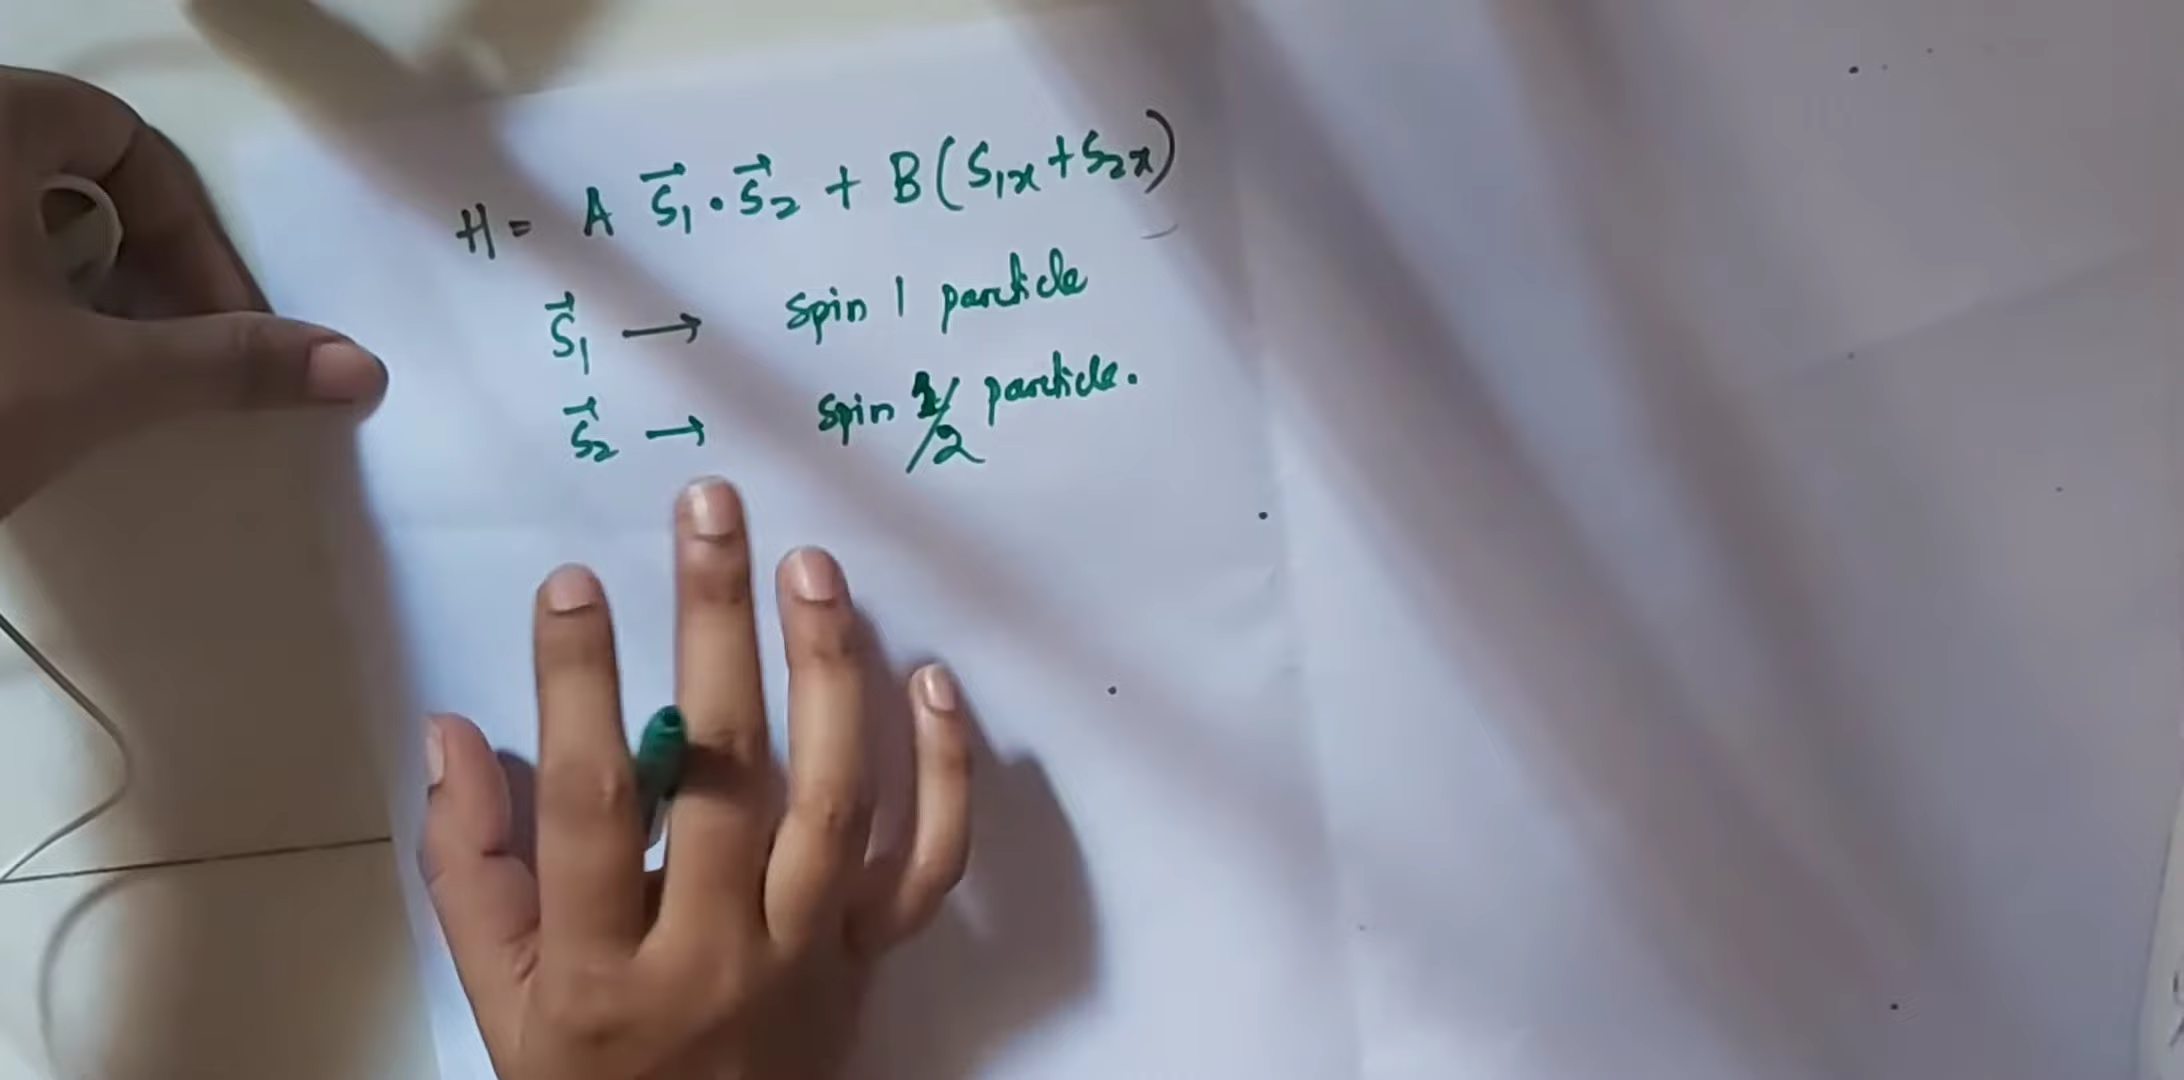 H = A S⃗₁ · S⃗₂ + B (S₁ₓ + S₂ₓ)
S⃗₁ → Spin 1 particle
S⃗₂ → Spin 1/2 particle.